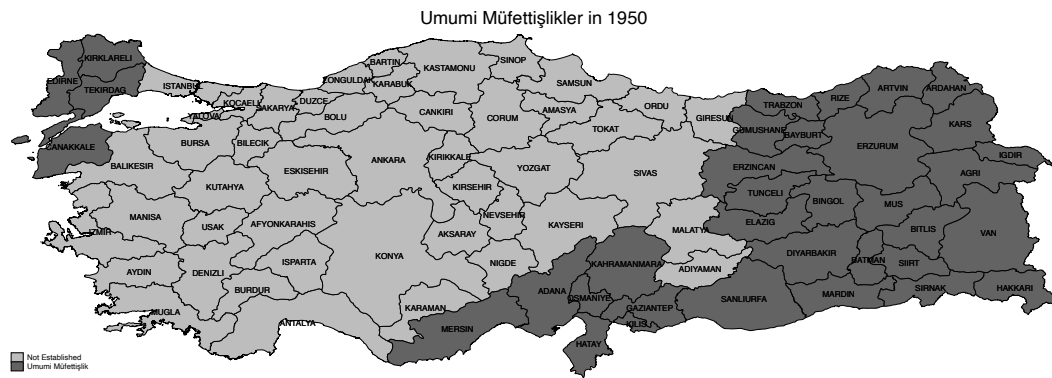 Umumi Müfettişlikler in 1950
KIRKLARELI
EDIRNE
TEKIRDAG
ISTANBUL
KOCAELI
YALOVA
SAKARYA
DUZCE
ZONGULDAK
BARTIN
KARABUK
KASTAMONU
SINOP
SAMSUN
ORDU
GIRESUN
TRABZON
RIZE
ARTVIN
ARDAHAN
CANAKKALE
BALIKESIR
BURSA
BILECIK
BOLU
CANKIRI
CORUM
AMASYA
TOKAT
GUMUSHANE
BAYBURT
ERZURUM
KARS
IGDIR
AGRI
KUTAHYA
ESKISEHIR
ANKARA
KIRIKKALE
YOZGAT
SIVAS
ERZINCAN
TUNCELI
BINGOL
MUS
KIRSEHIR
NEVSEHIR
KAYSERI
MALATYA
ELAZIG
BITLIS
VAN
MANISA
IZMIR
USAK
AFYONKARAHIS
AKSARAY
KONYA
NIGDE
ISPARTA
AYDIN
DENIZLI
BURDUR
MUGLA
ANTALYA
KARAMAN
MERSIN
ADANA
KAHRAMANMARA
OSMANIYE
GAZIANTEP
KILIS
HATAY
ADIYAMAN
SANLIURFA
DIYARBAKIR
BATMAN
SIIRT
MARDIN
SIRNAK
HAKKARI
Not Established
Umumi Müfettişlik